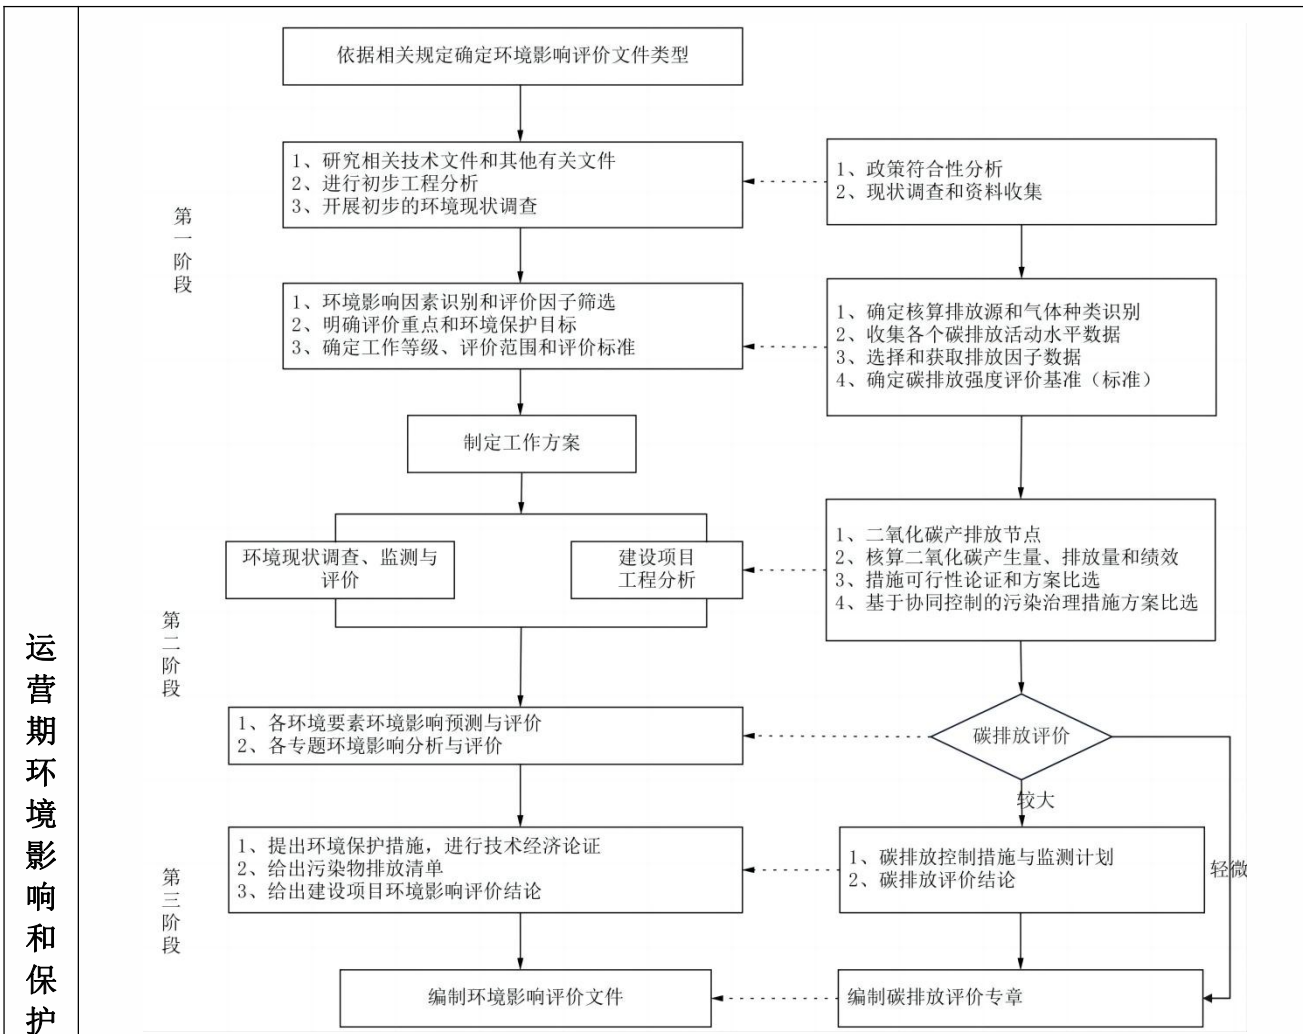 依据相关规定确定环境影响评价文件类型
1、研究相关技术文件和其他有关文件
2、进行初步工程分析
3、开展初步的环境现状调查
1、政策符合性分析
2、现状调查和资料收集
第一阶段
1、环境影响因素识别和评价因子筛选
2、明确评价重点和环境保护目标
3、确定工作等级、评价范围和评价标准
1、确定核算排放源和气体种类识别
2、收集各个碳排放活动水平数据
3、选择和获取排放因子数据
4、确定碳排放强度评价基准（标准）
制定工作方案
环境现状调查、监测与
评价
建设项目
工程分析
1、二氧化碳产排放节点
2、核算二氧化碳产生量、排放量和绩效
3、措施可行性论证和方案比选
4、基于协同控制的污染治理措施方案比选
第二阶段
1、各环境要素环境影响预测与评价
2、各专题环境影响分析与评价
碳排放评价
较大
轻微
1、提出环境保护措施，进行技术经济论证
2、给出污染物排放清单
3、给出建设项目环境影响评价结论
1、碳排放控制措施与监测计划
2、碳排放评价结论
第三阶段
编制环境影响评价文件
编制碳排放评价专章
运营期环境影响和保护